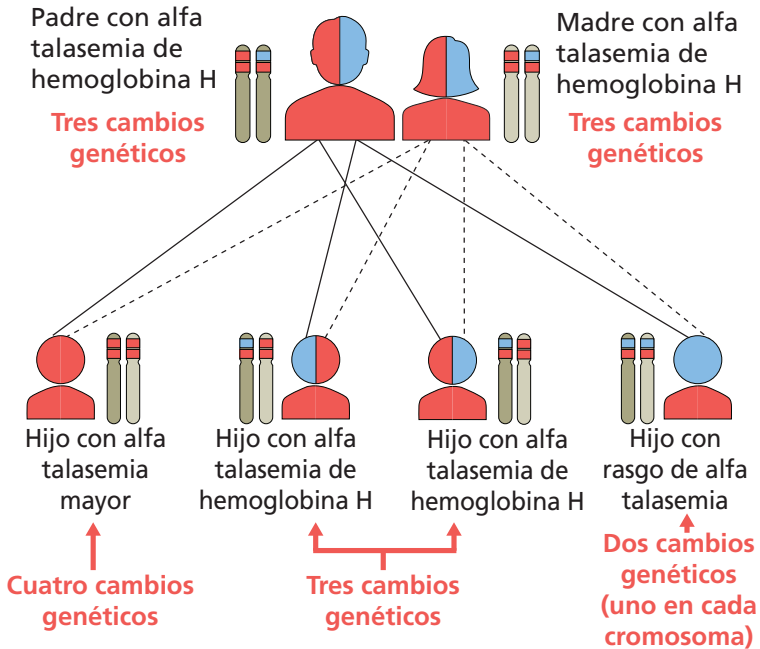 Padre con alfa
talasemia de
hemoglobina H
Tres cambios
genéticos
Madre con alfa
talasemia de
hemoglobina H
Tres cambios
genéticos
Hijo con alfa
talasemia
mayor
Cuatro cambios
genéticos
Hijo con alfa
talasemia de
hemoglobina H
Hijo con alfa
talasemia de
hemoglobina H
Tres cambios
genéticos
Hijo con
rasgo de alfa
talasemia
Dos cambios
genéticos
(uno en cada
cromosoma)